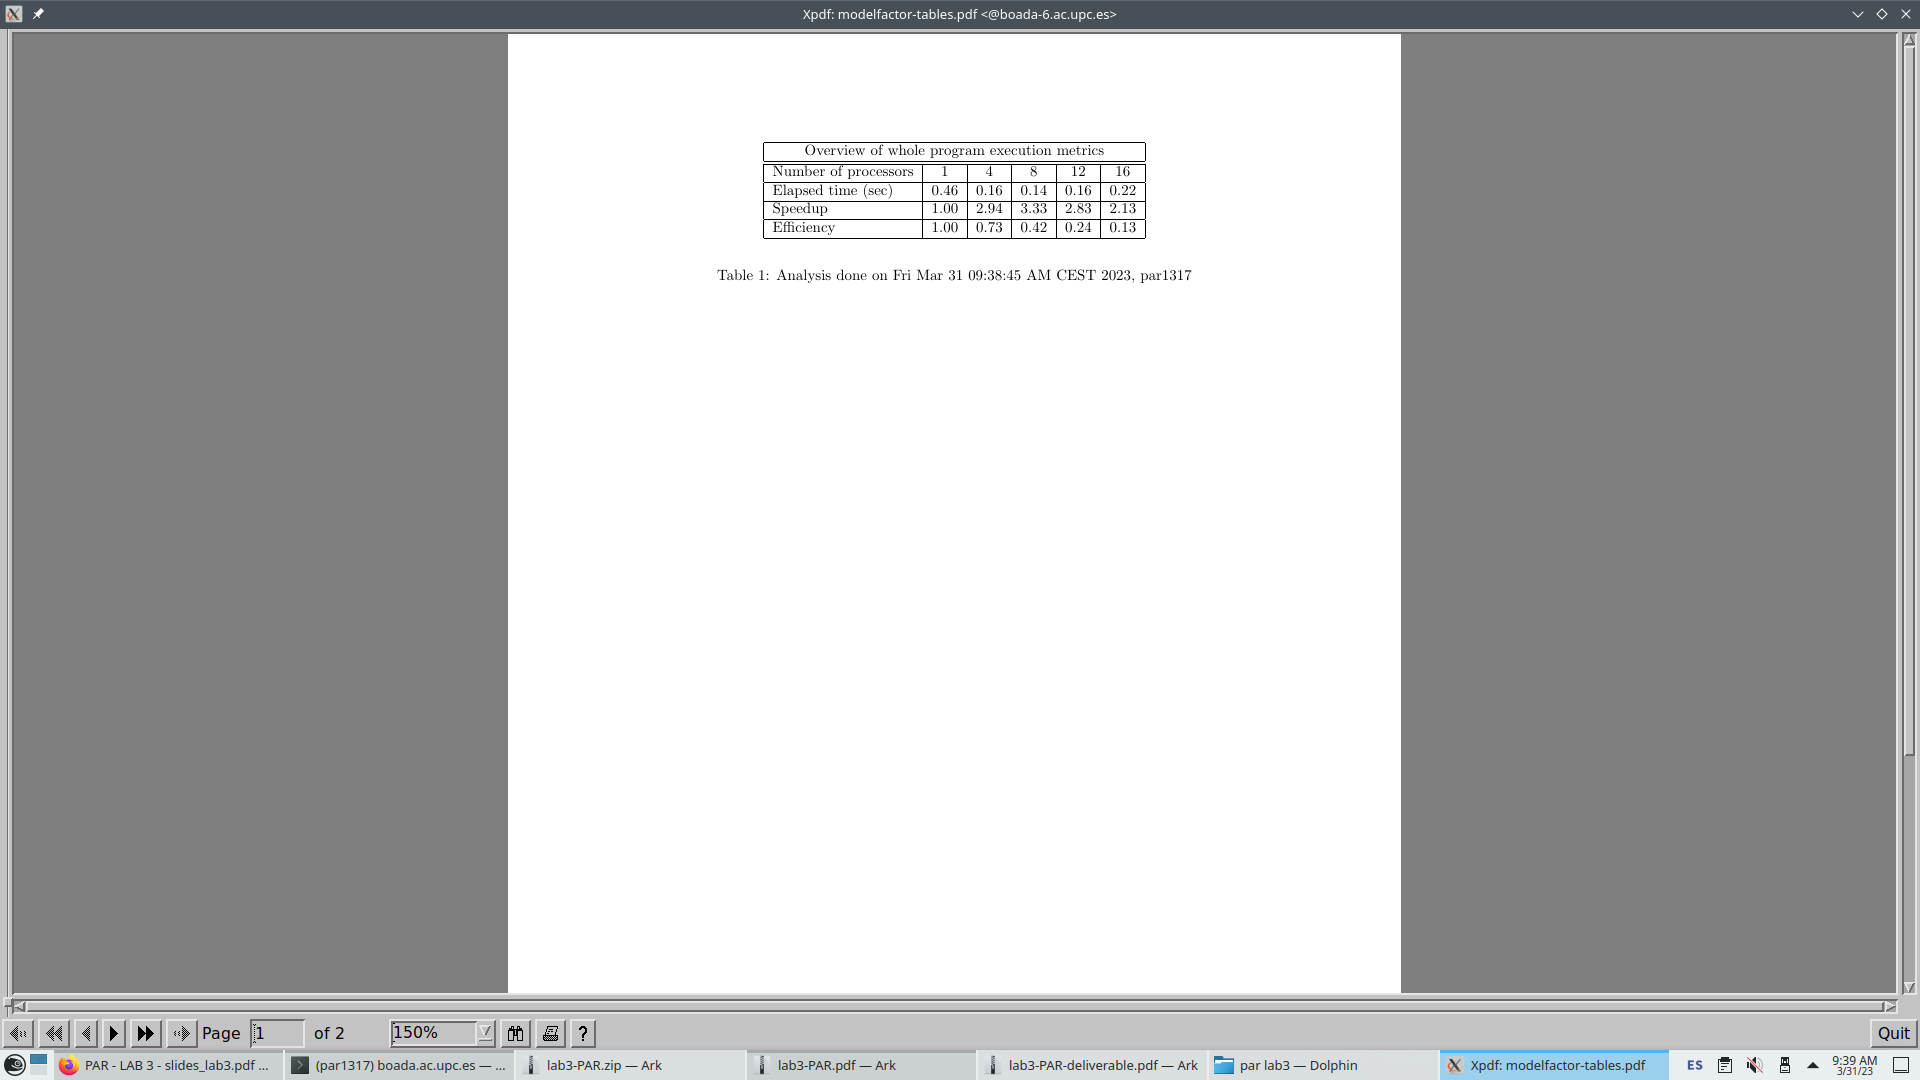 Xpdf: modelfactor-tables.pdf <@boada-6.ac.upc.es>
Overview of whole program execution metrics
Number of processors 1 4 8 12 16
Elapsed time (sec) 0.46 0.16 0.14 0.16 0.22
Speedup 1.00 2.94 3.33 2.83 2.13
Efficiency 1.00 0.73 0.42 0.24 0.13
Table 1: Analysis done on Fri Mar 31 09:38:45 AM CEST 2023, par1317
Page 1 of 2 150% ? Quit
PAR - LAB 3 - slides_lab3.pdf ... (par1317) boada.ac.upc.es — ... lab3-PAR.zip — Ark lab3-PAR.pdf — Ark lab3-PAR-deliverable.pdf — Ark par lab3 — Dolphin Xpdf: modelfactor-tables.pdf ES 9:39 AM
3/31/23